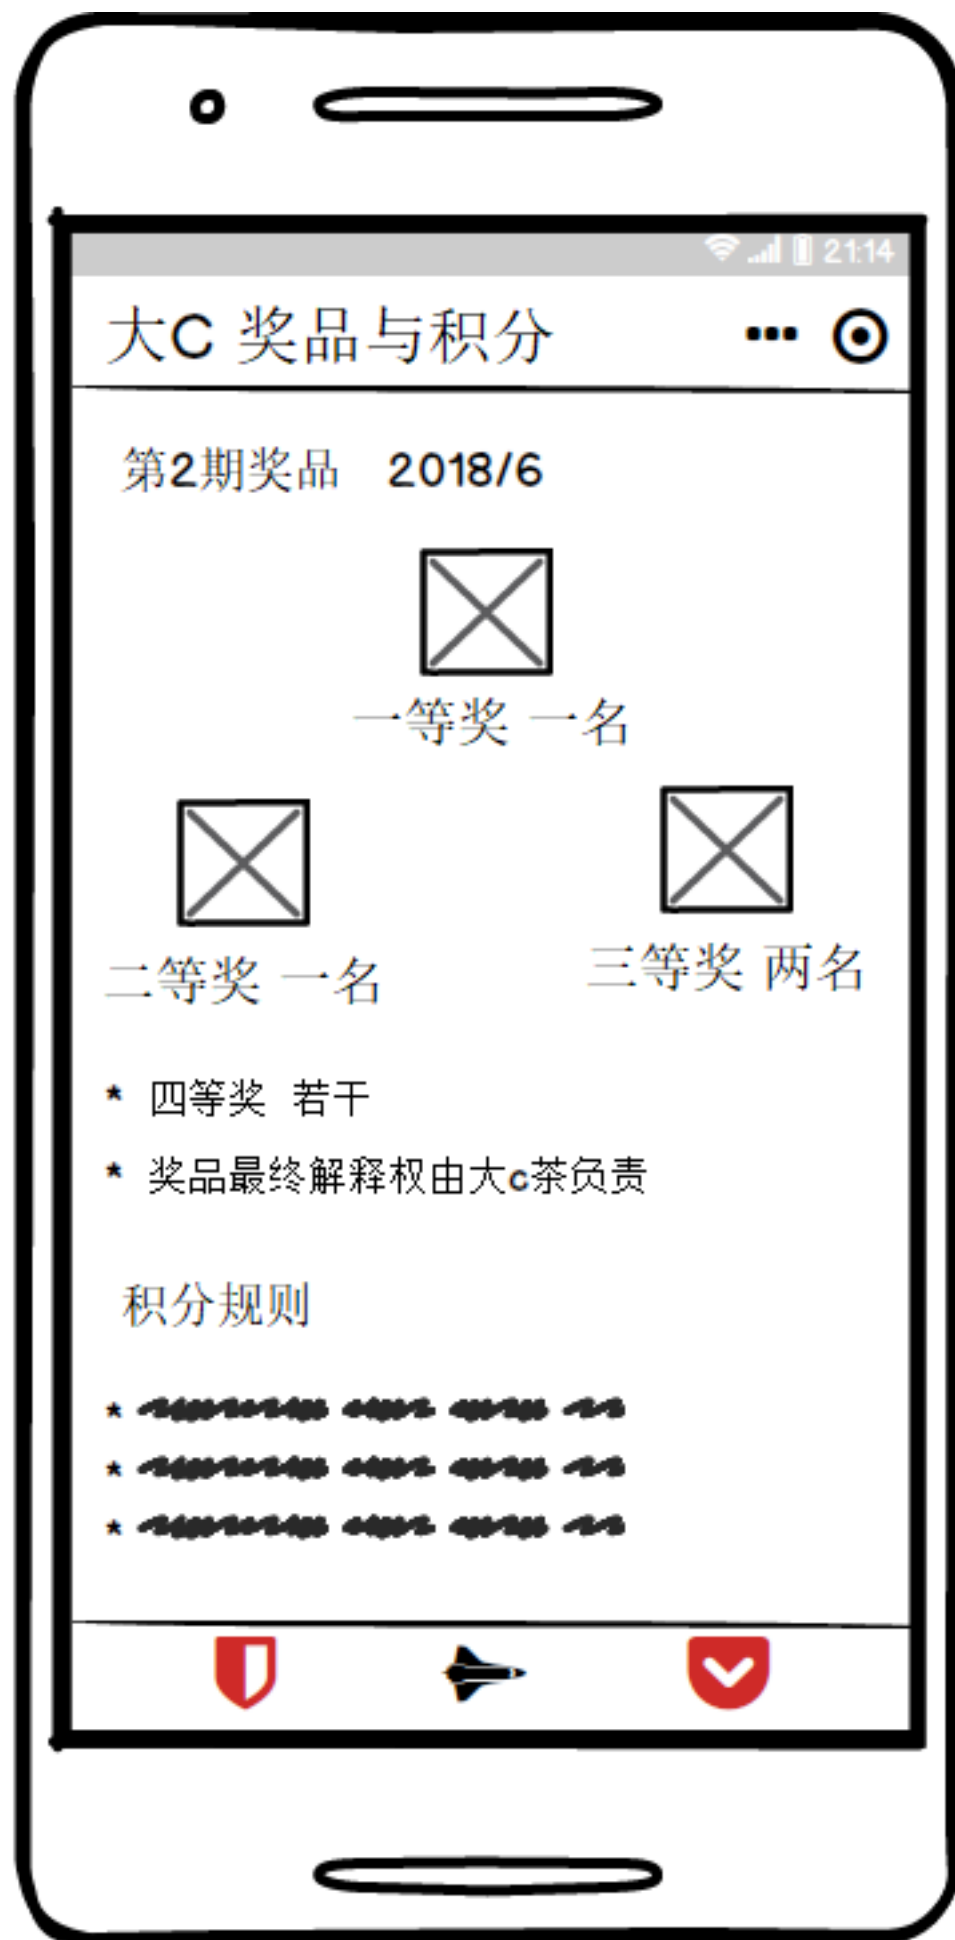 21:14
大C 奖品与积分
第2期奖品 2018/6
一等奖 一名
二等奖 一名
三等奖 两名
* 四等奖 若干
* 奖品最终解释权由大c茶负责
积分规则
*
*
*